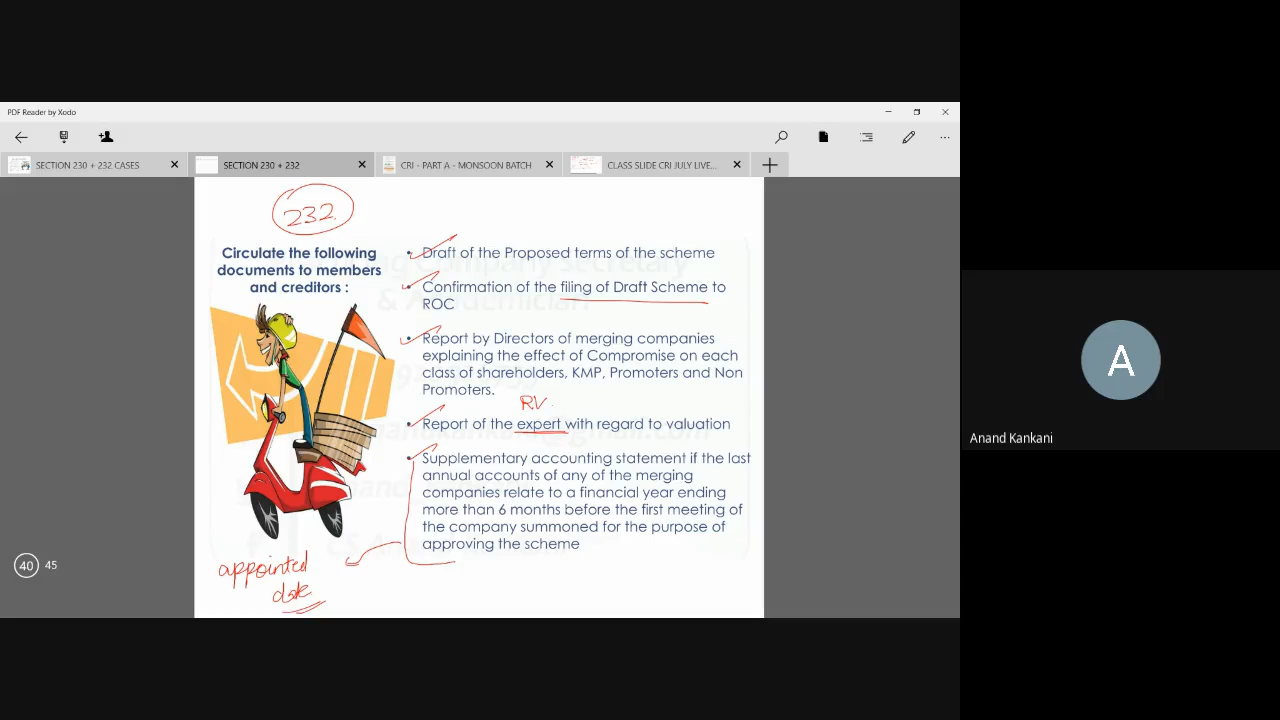 PDF Reader by Xodo
SECTION 230 + 232 CASES
SECTION 230 + 232
CRI - PART A - MONSOON BATCH
CLASS SLIDE CRI JULY LIVE...
232
Circulate the following
documents to members
and creditors :
• Draft of the Proposed terms of the scheme
• Confirmation of the filing of Draft Scheme to
ROC
• Report by Directors of merging companies
explaining the effect of Compromise on each
class of shareholders, KMP, Promoters and Non
Promoters.
RV.
• Report of the expert with regard to valuation
• Supplementary accounting statement if the last
annual accounts of any of the merging
companies relate to a financial year ending
more than 6 months before the first meeting of
the company summoned for the purpose of
approving the scheme
appointed
date
40 45
A
Anand Kankani